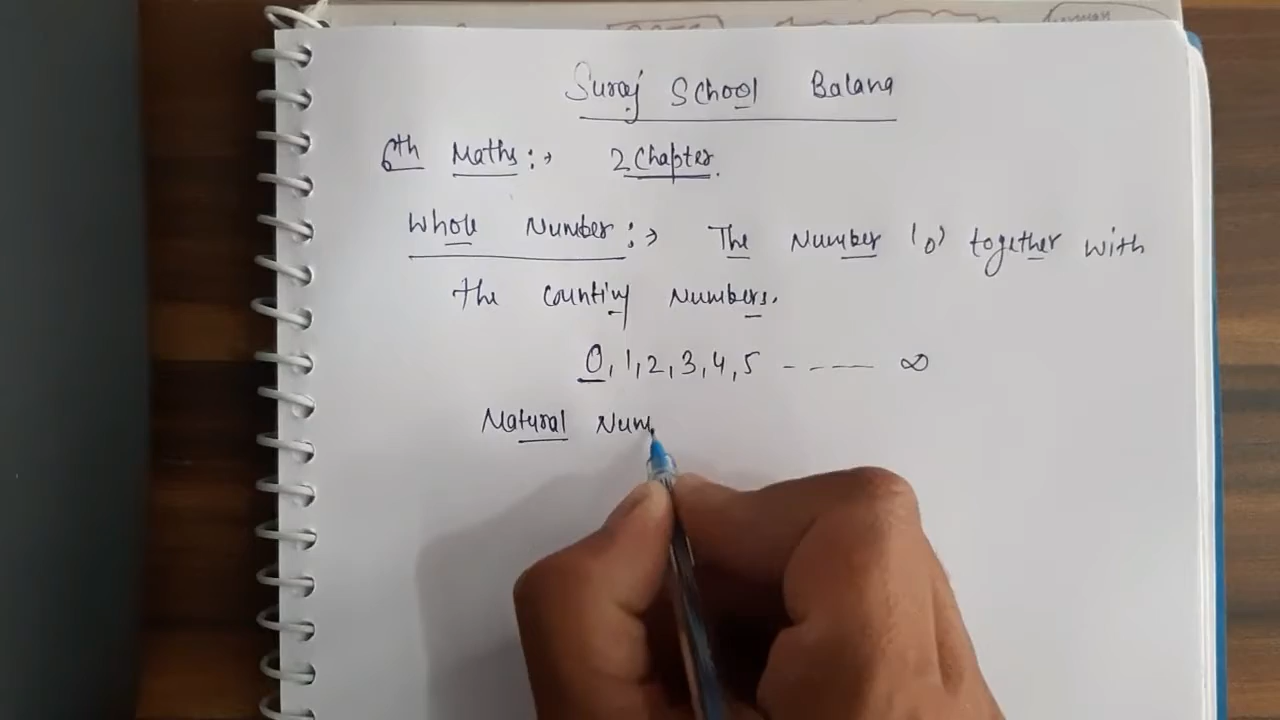 Suraj School Balana
6th Maths:→ 2 Chapter.
Whole Number:→ The Number '0' together with
the counting Numbers.
0, 1, 2, 3, 4, 5 ------ ∞
Natural Num